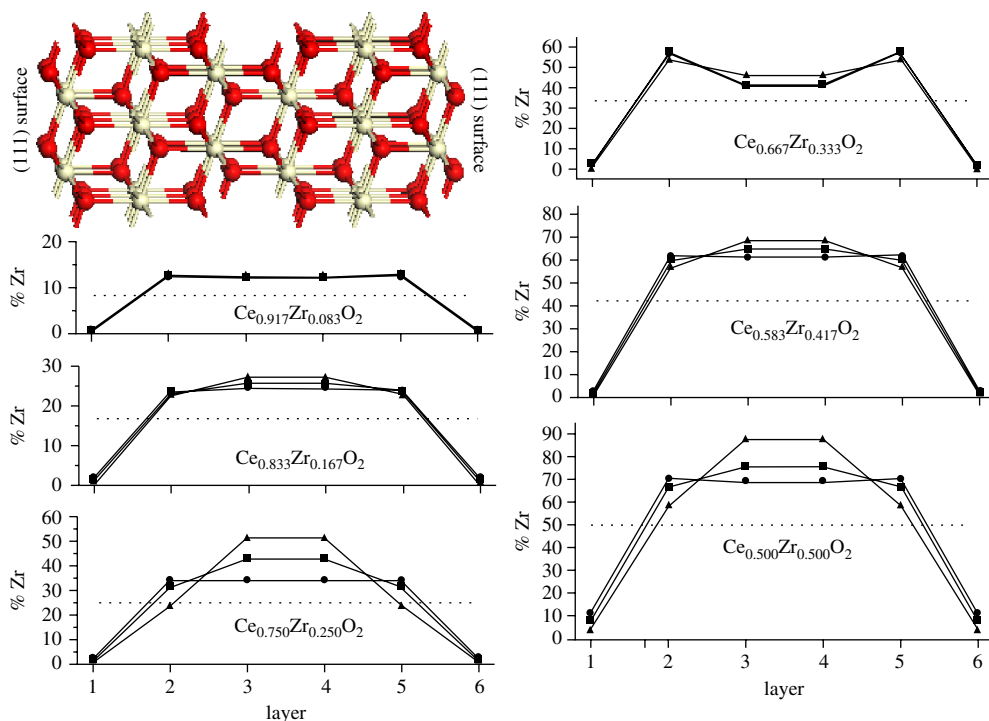 (111) surface
(111) surface
% Zr
20
10
0
Ce0.917Zr0.083O2
% Zr
30
20
10
0
Ce0.833Zr0.167O2
% Zr
60
50
40
30
20
10
0
Ce0.750Zr0.250O2
1 2 3 4 5 6
layer
% Zr
60
50
40
30
20
10
0
Ce0.667Zr0.333O2
% Zr
80
70
60
50
40
30
20
10
0
Ce0.583Zr0.417O2
% Zr
90
80
70
60
50
40
30
20
10
0
Ce0.500Zr0.500O2
1 2 3 4 5 6
layer